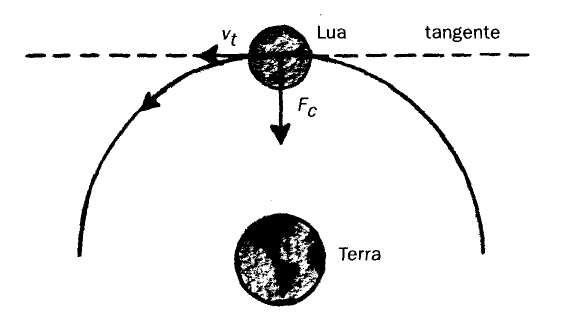 v_t
Lua
tangente
F_c
Terra